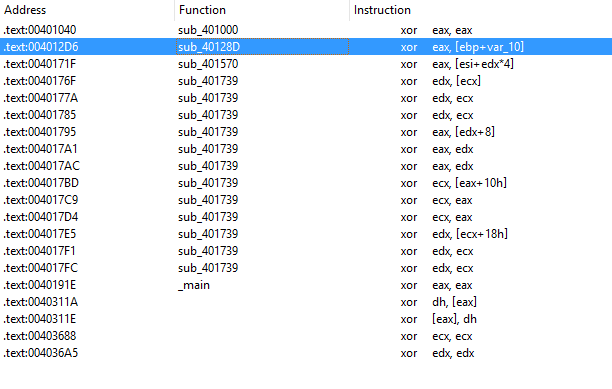 Address Function Instruction
.text:00401040 sub_401000 xor eax, eax
.text:004012D6 sub_40128D xor eax, [ebp+var_10]
.text:0040171F sub_401570 xor eax, [esi+edx*4]
.text:0040176F sub_401739 xor edx, [ecx]
.text:0040177A sub_401739 xor edx, ecx
.text:00401785 sub_401739 xor edx, ecx
.text:00401795 sub_401739 xor eax, [edx+8]
.text:004017A1 sub_401739 xor eax, edx
.text:004017AC sub_401739 xor eax, edx
.text:004017BD sub_401739 xor ecx, [eax+10h]
.text:004017C9 sub_401739 xor ecx, eax
.text:004017D4 sub_401739 xor ecx, eax
.text:004017E5 sub_401739 xor edx, [ecx+18h]
.text:004017F1 sub_401739 xor edx, ecx
.text:004017FC sub_401739 xor edx, ecx
.text:0040191E _main xor eax, eax
.text:0040311A xor dh, [eax]
.text:0040311E xor [eax], dh
.text:00403688 xor ecx, ecx
.text:004036A5 xor edx, edx